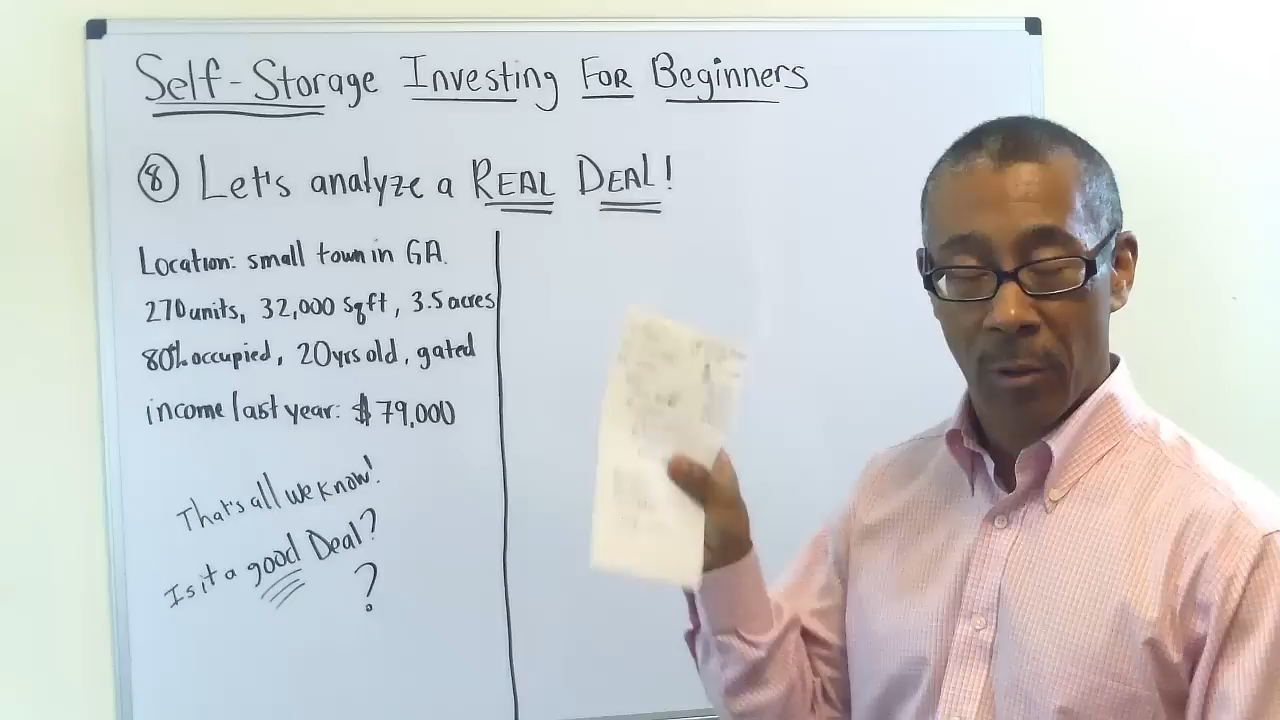 Self-Storage Investing For Beginners
⑧ Let's analyze a REAL DEAL!
Location: small town in GA.
270 units, 32,000 sqft, 3.5 acres
80% occupied, 20 yrs old, gated
income last year: $79,000
That's all we know!
Is it a good Deal?
?